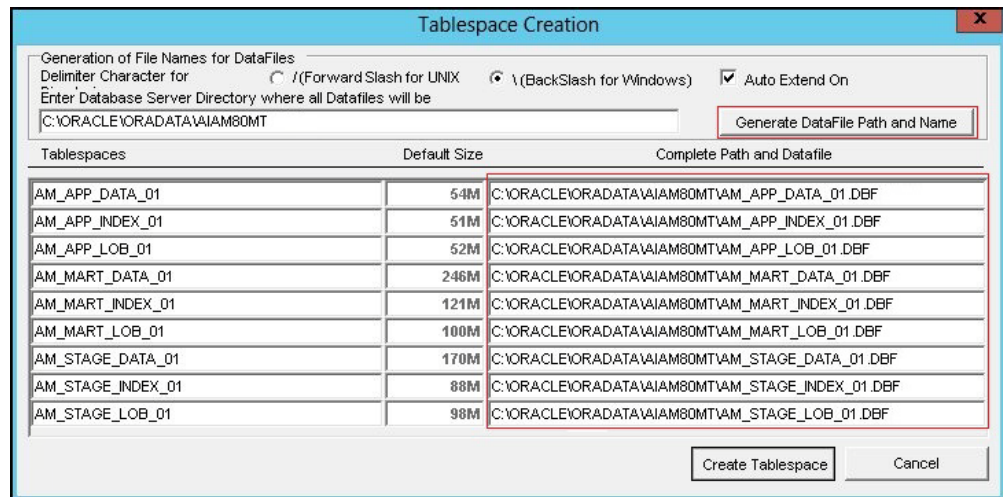 Tablespace Creation
X
Generation of File Names for DataFiles
Delimiter Character for
/(Forward Slash for UNIX
\(BackSlash for Windows)
Auto Extend On
Enter Database Server Directory where all Datafiles will be
C:\ORACLE\ORADATA\AIAM80MT
Generate DataFile Path and Name
Tablespaces Default Size Complete Path and Datafile
AM_APP_DATA_01 54M C:\ORACLE\ORADATA\AIAM80MT\AM_APP_DATA_01.DBF
AM_APP_INDEX_01 51M C:\ORACLE\ORADATA\AIAM80MT\AM_APP_INDEX_01.DBF
AM_APP_LOB_01 52M C:\ORACLE\ORADATA\AIAM80MT\AM_APP_LOB_01.DBF
AM_MART_DATA_01 246M C:\ORACLE\ORADATA\AIAM80MT\AM_MART_DATA_01.DBF
AM_MART_INDEX_01 121M C:\ORACLE\ORADATA\AIAM80MT\AM_MART_INDEX_01.DBF
AM_MART_LOB_01 100M C:\ORACLE\ORADATA\AIAM80MT\AM_MART_LOB_01.DBF
AM_STAGE_DATA_01 170M C:\ORACLE\ORADATA\AIAM80MT\AM_STAGE_DATA_01.DBF
AM_STAGE_INDEX_01 88M C:\ORACLE\ORADATA\AIAM80MT\AM_STAGE_INDEX_01.DBF
AM_STAGE_LOB_01 98M C:\ORACLE\ORADATA\AIAM80MT\AM_STAGE_LOB_01.DBF
Create Tablespace Cancel